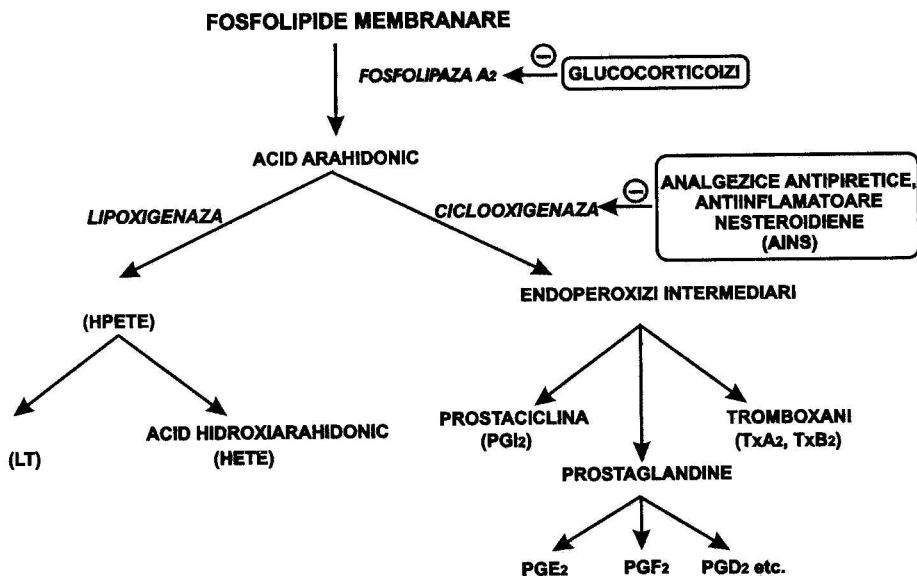 FOSFOLIPIDE MEMBRANARE
FOSFOLIPAZA A2
GLUCOCORTICOIZI
ACID ARAHIDONIC
LIPOXIGENAZA
CICLOOXIGENAZA
ANALGEZICE ANTIPIRETICE,
ANTIINFLAMATOARE
NESTEROIDIENE
(AINS)
ENDOPEROXIZI INTERMEDIARI
(HPETE)
(LT)
ACID HIDROXIARAHIDONIC
(HETE)
PROSTACICLINA
(PGI2)
TROMBOXANI
(TxA2, TxB2)
PROSTAGLANDINE
PGE2
PGF2
PGD2 etc.